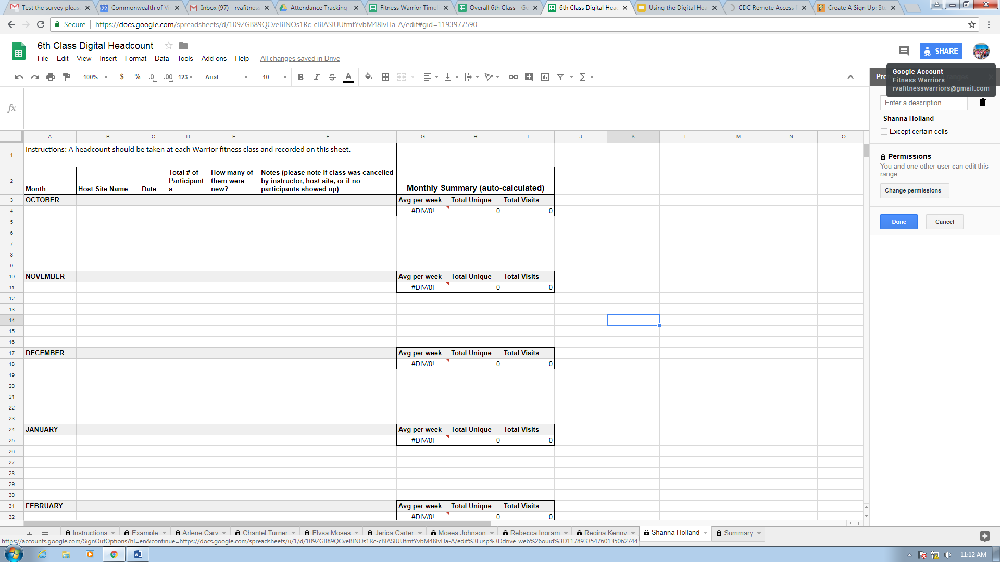 Test the survey pleas
Commonwealth of Vi
Inbox (97) - rvafitness
Attendance Tracking
Fitness Warrior Timel
Overall 6th Class - Go
6th Class Digital Head
Using the Digital Hea
CDC Remote Access
Create A Sign Up: Ste
Secure
https://docs.google.com/spreadsheets/d/109ZGB89QCveBINOs1Rc-cBIASIUUfmtYvbM48IvHa-A/edit#gid=1193977590
6th Class Digital Headcount
File Edit View Insert Format Data Tools Add-ons Help All changes saved in Drive
SHARE
100% $ % .0 .00 123 Arial 10 B I S A
Google Account
Fitness Warriors
rvafitnesswarriors@gmail.com
Enter a description
Shanna Holland
Except certain cells
Permissions
You and one other user can edit this
range.
Change permissions
Done Cancel
fx
A B C D E F G H I J K L M N O
1 Instructions: A headcount should be taken at each Warrior fitness class and recorded on this sheet.
2 Month Host Site Name Date Total # of Participants How many of them were new? Notes (please note if class was cancelled by instructor, host site, or if no participants showed up) Monthly Summary (auto-calculated)
3 OCTOBER Avg per week Total Unique Total Visits
4 #DIV/0! 0 0
5
6
7
8
9
10 NOVEMBER Avg per week Total Unique Total Visits
11 #DIV/0! 0 0
12
13
14
15
16
17 DECEMBER Avg per week Total Unique Total Visits
18 #DIV/0! 0 0
19
20
21
22
23
24 JANUARY Avg per week Total Unique Total Visits
25 #DIV/0! 0 0
26
27
28
29
30
31 FEBRUARY Avg per week Total Unique Total Visits
32 #DIV/0! 0 0
Instructions Example Arlene Cary Chantel Turner Elysa Moses Jerica Carter Moses Johnson Rebecca Ingram Regina Kenny Shanna Holland Summary
https://accounts.google.com/SignOutOptions?hl=en&continue=https://docs.google.com/spreadsheets/u/1/d/109ZGB89QCveBINOs1Rc-cBIASIUUfmtYvbM48IvHa-A/edit%3Fusp%3Ddrive_web%26ouid%3D117893354760135062744
11:12 AM